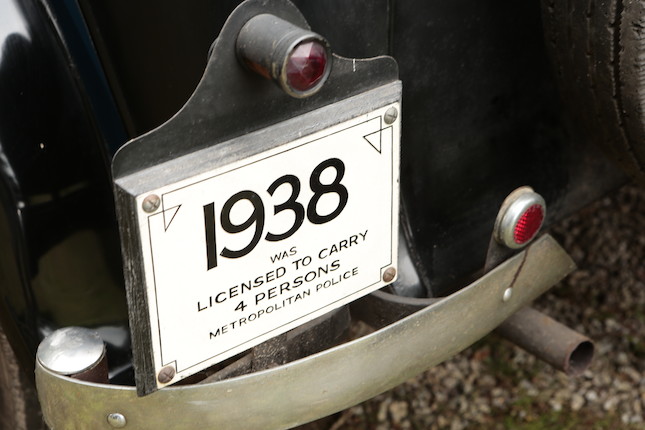 1938
WAS
LICENSED TO CARRY
4 PERSONS
METROPOLITAN POLICE